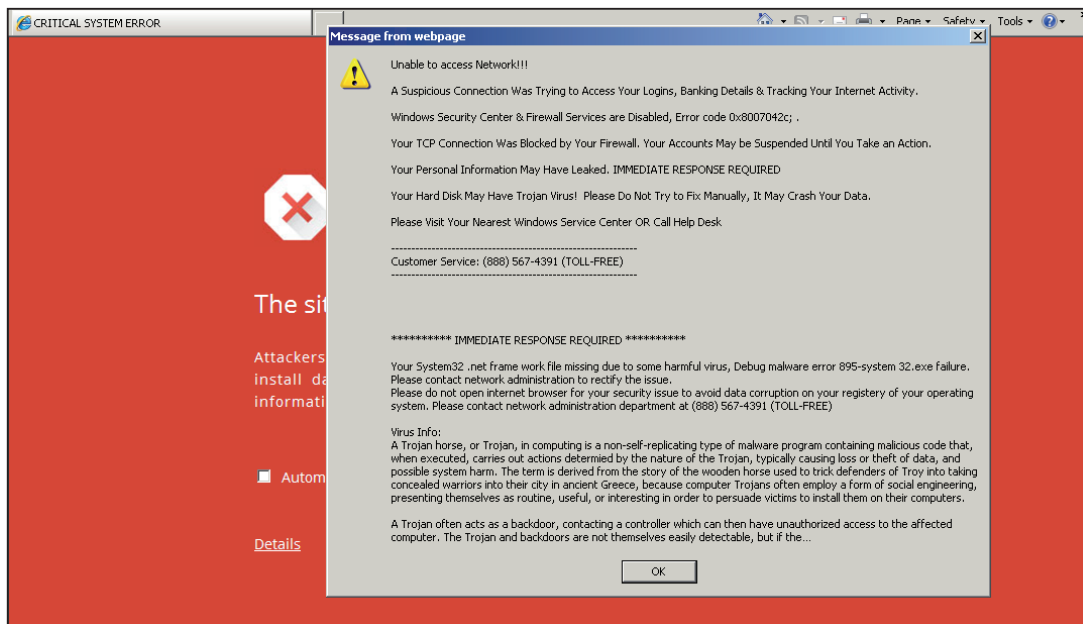 CRITICAL SYSTEM ERROR
Page Safety Tools
Message from webpage
Unable to access Network!!!
A Suspicious Connection Was Trying to Access Your Logins, Banking Details & Tracking Your Internet Activity.
Windows Security Center & Firewall Services are Disabled, Error code 0x8007042c; .
Your TCP Connection Was Blocked by Your Firewall. Your Accounts May be Suspended Until You Take an Action.
Your Personal Information May Have Leaked. IMMEDIATE RESPONSE REQUIRED
Your Hard Disk May Have Trojan Virus! Please Do Not Try to Fix Manually, It May Crash Your Data.
Please Visit Your Nearest Windows Service Center OR Call Help Desk
-------------------------------------------------------------
Customer Service: (888) 567-4391 (TOLL-FREE)
-------------------------------------------------------------
********** IMMEDIATE RESPONSE REQUIRED **********
Your System32 .net frame work file missing due to some harmful virus, Debug malware error 895-system 32.exe failure.
Please contact network administration to rectify the issue.
Please do not open internet browser for your security issue to avoid data corruption on your registery of your operating
system. Please contact network administration department at (888) 567-4391 (TOLL-FREE)
Virus Info:
A Trojan horse, or Trojan, in computing is a non-self-replicating type of malware program containing malicious code that,
when executed, carries out actions determied by the nature of the Trojan, typically causing loss or theft of data, and
possible system harm. The term is derived from the story of the wooden horse used to trick defenders of Troy into taking
concealed warriors into their city in ancient Greece, because computer Trojans often employ a form of social engineering,
presenting themselves as routine, useful, or interesting in order to persuade victims to install them on their computers.
A Trojan often acts as a backdoor, contacting a controller which can then have unauthorized access to the affected
computer. The Trojan and backdoors are not themselves easily detectable, but if the...
OK
The sit
Attackers
install da
informati
Autom
Details